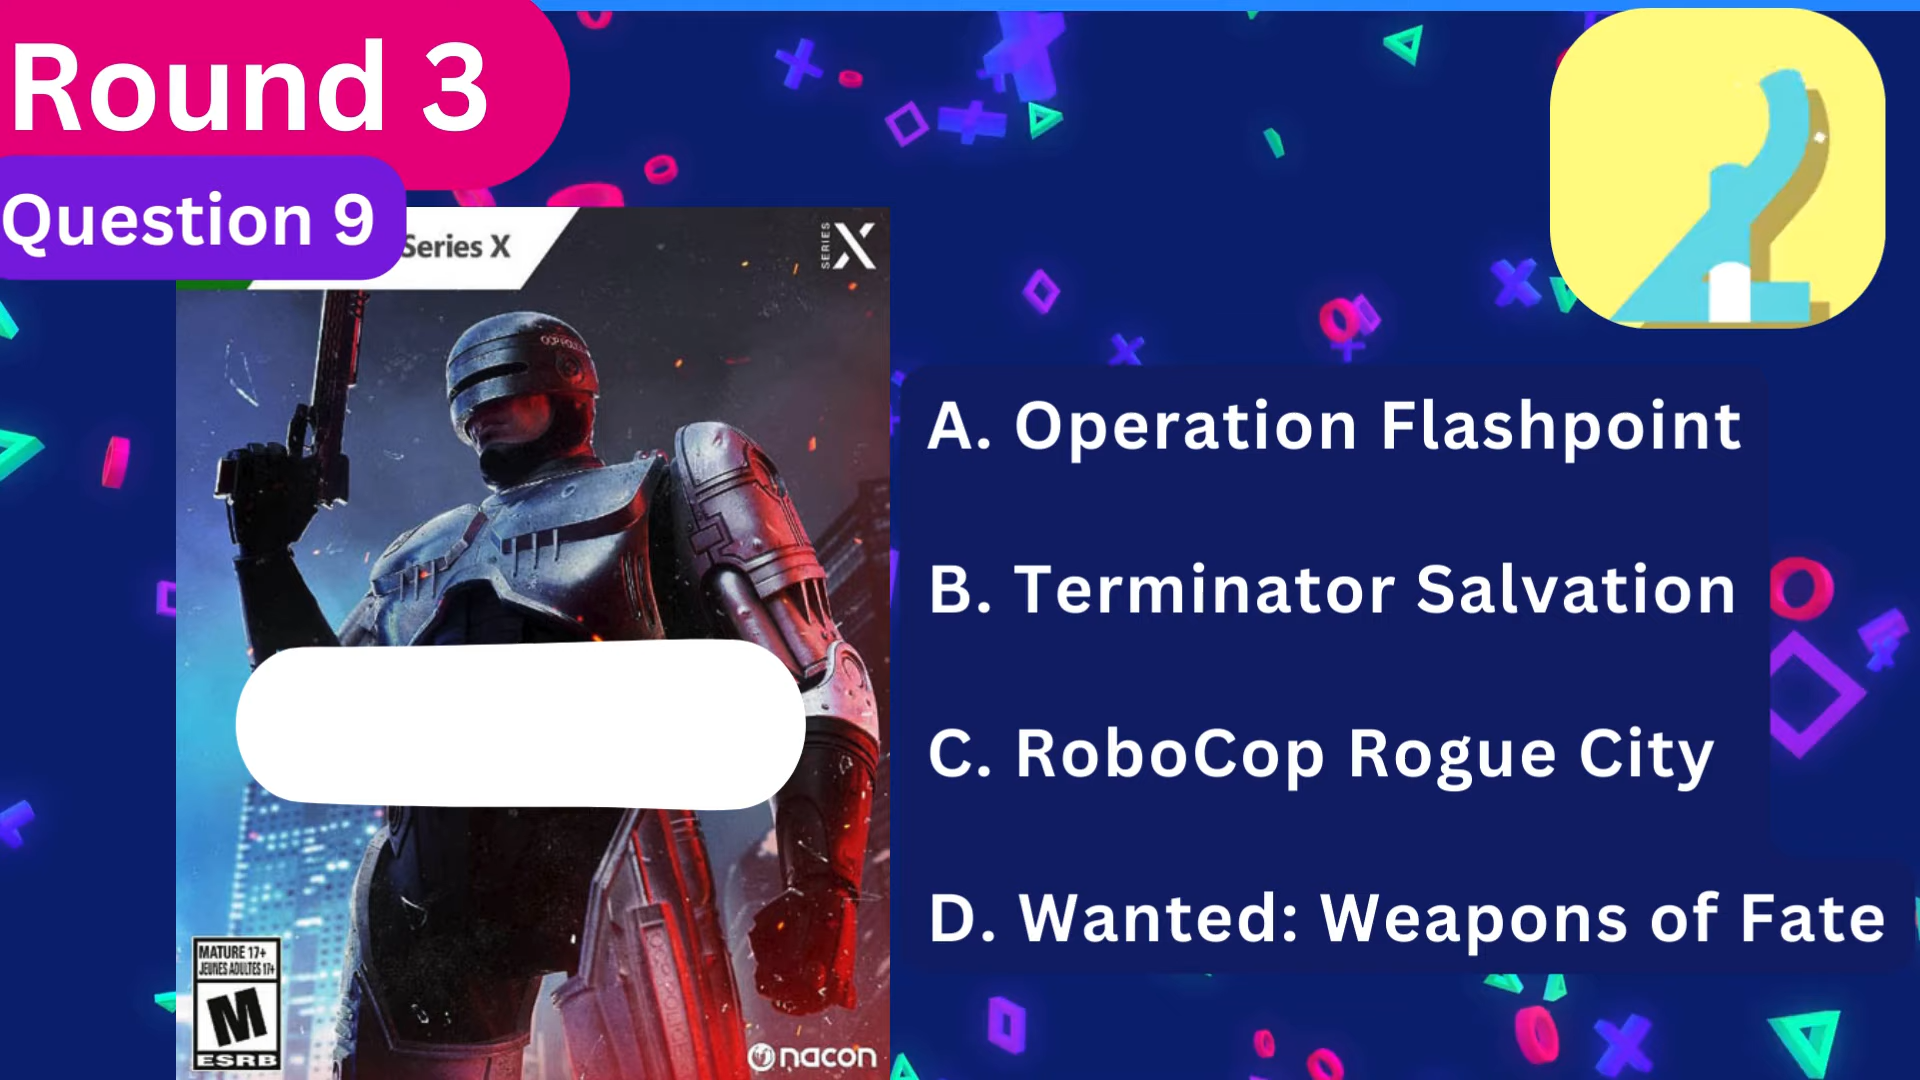 Round 3
Question 9
Series X
SERIES X
A. Operation Flashpoint
B. Terminator Salvation
C. RoboCop Rogue City
D. Wanted: Weapons of Fate
MATURE 17+
JEUNES ADULTES 17+
M
ESRB
nacon